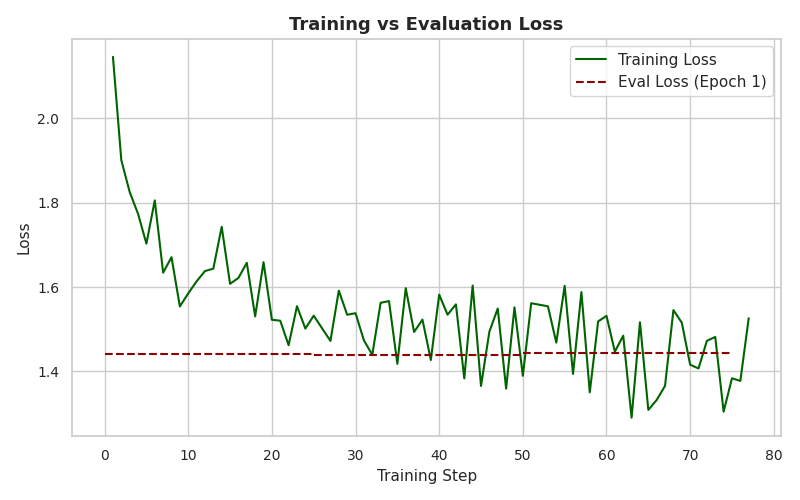 Training vs Evaluation Loss
Training Loss
Eval Loss (Epoch 1)
Loss
2.0
1.8
1.6
1.4
0 10 20 30 40 50 60 70 80
Training Step